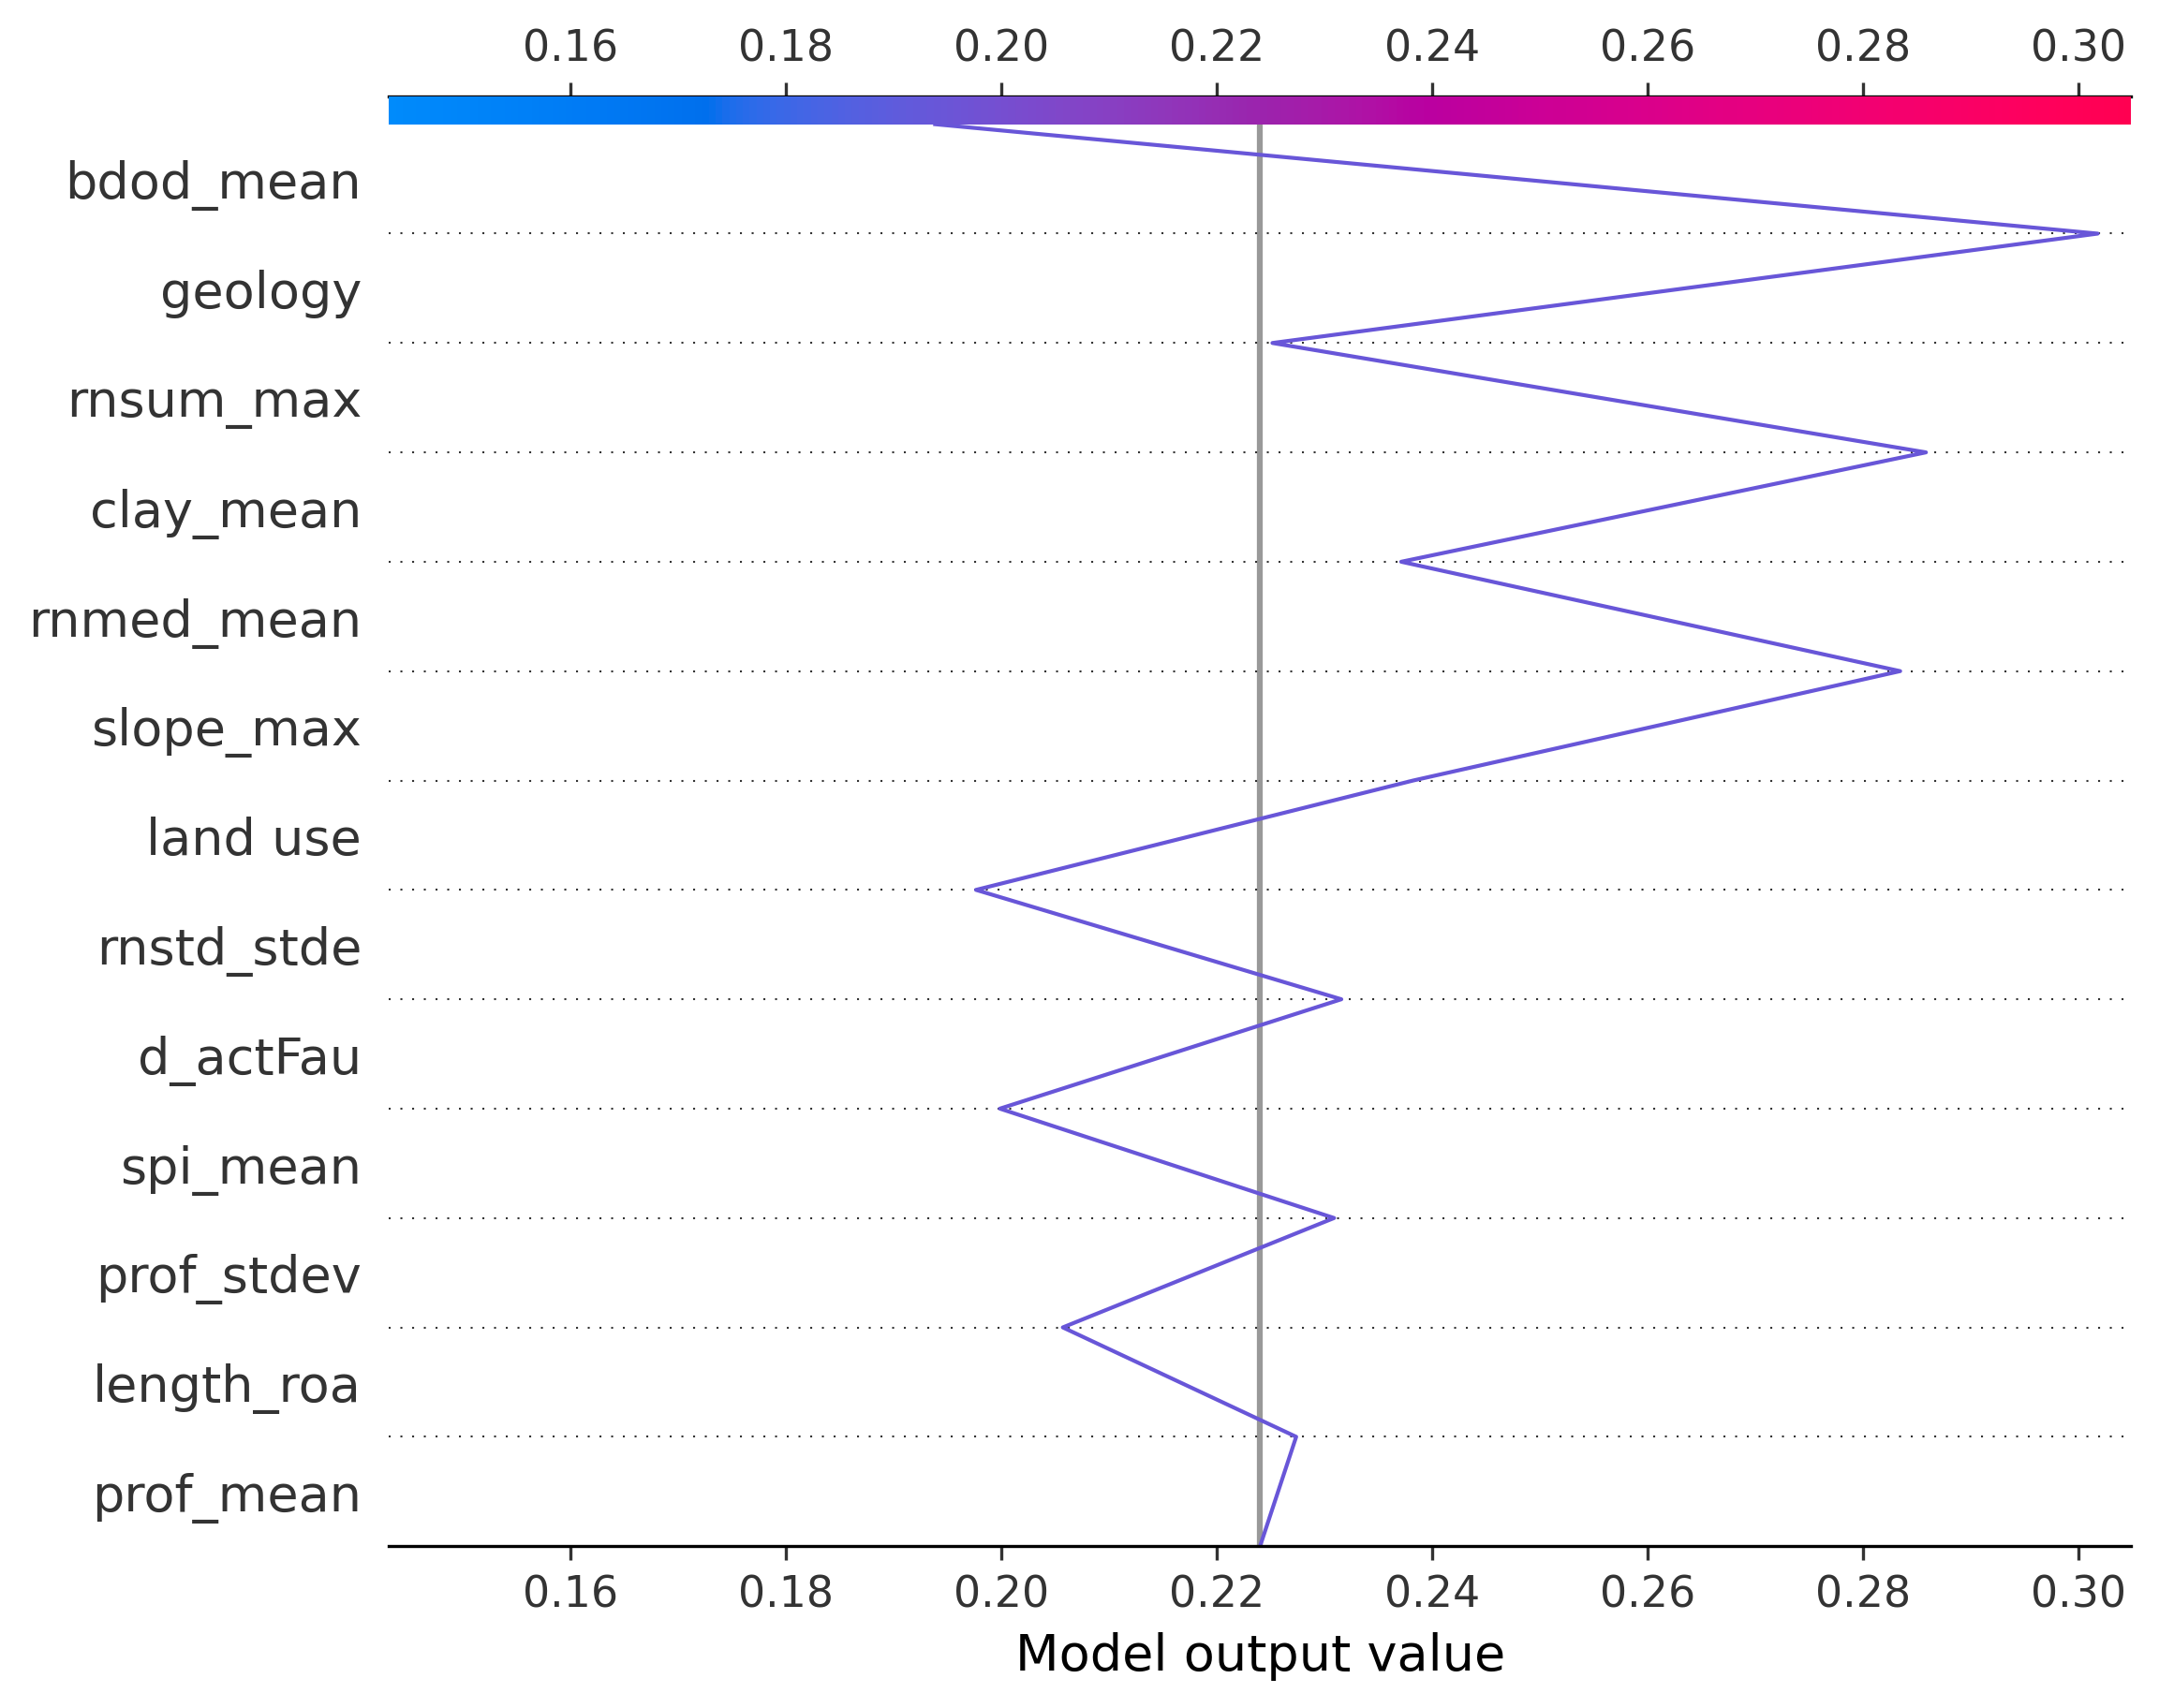 0.16 0.18 0.20 0.22 0.24 0.26 0.28 0.30
bdod_mean
geology
rnsum_max
clay_mean
rnmed_mean
slope_max
land use
rnstd_stde
d_actFau
spi_mean
prof_stdev
length_roa
prof_mean
0.16 0.18 0.20 0.22 0.24 0.26 0.28 0.30
Model output value